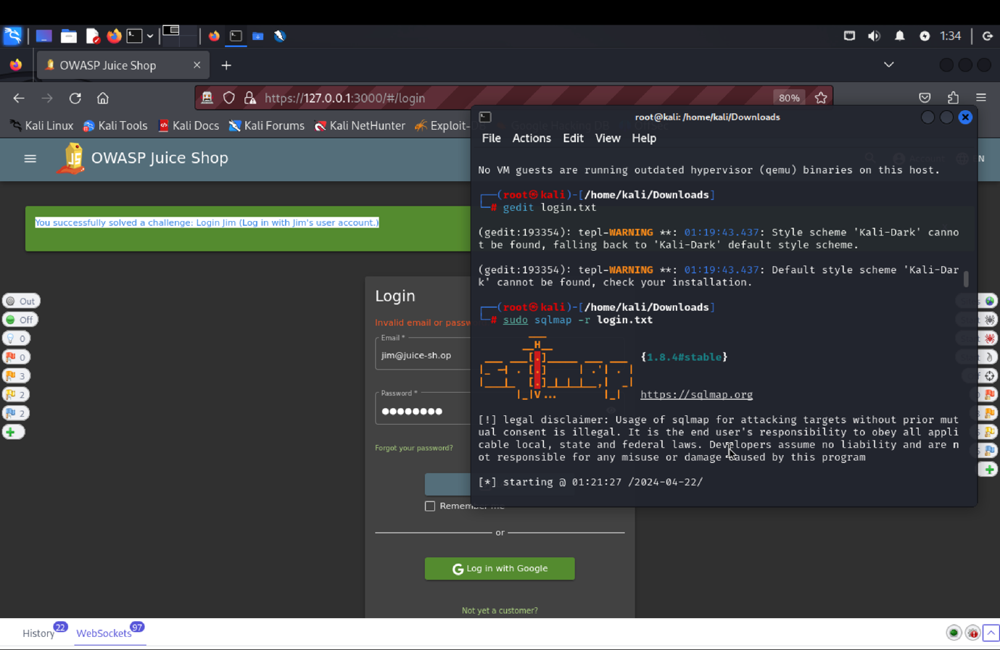 1:34
OWASP Juice Shop
https://127.0.0.1:3000/#/login
80%
Kali Linux
Kali Tools
Kali Docs
Kali Forums
Kali NetHunter
Exploit-DB
Google Hacking DB
OffSec
OWASP Juice Shop
Account
EN
You successfully solved a challenge: Login Jim (Log in with Jim's user account.)
Login
Invalid email or passw
Email *
jim@juice-sh.op
Password *
Forgot your password?
Remember me
or
Log in with Google
Not yet a customer?
Out
Off
0
0
3
2
2
root@kali: /home/kali/Downloads
File Actions Edit View Help
No VM guests are running outdated hypervisor (qemu) binaries on this host.
(root㉿kali)-[/home/kali/Downloads]
# gedit login.txt
(gedit:193354): tepl-WARNING **: 01:19:43.437: Style scheme 'Kali-Dark' canno
t be found, falling back to 'Kali-Dark' default style scheme.
(gedit:193354): tepl-WARNING **: 01:19:43.437: Default style scheme 'Kali-Dar
k' cannot be found, check your installation.
(root㉿kali)-[/home/kali/Downloads]
# sudo sqlmap -r login.txt
{1.8.4#stable}
https://sqlmap.org
[!] legal disclaimer: Usage of sqlmap for attacking targets without prior mut
ual consent is illegal. It is the end user's responsibility to obey all appli
cable local, state and federal laws. Developers assume no liability and are n
ot responsible for any misuse or damage caused by this program
[*] starting @ 01:21:27 /2024-04-22/
History 22
WebSockets 97